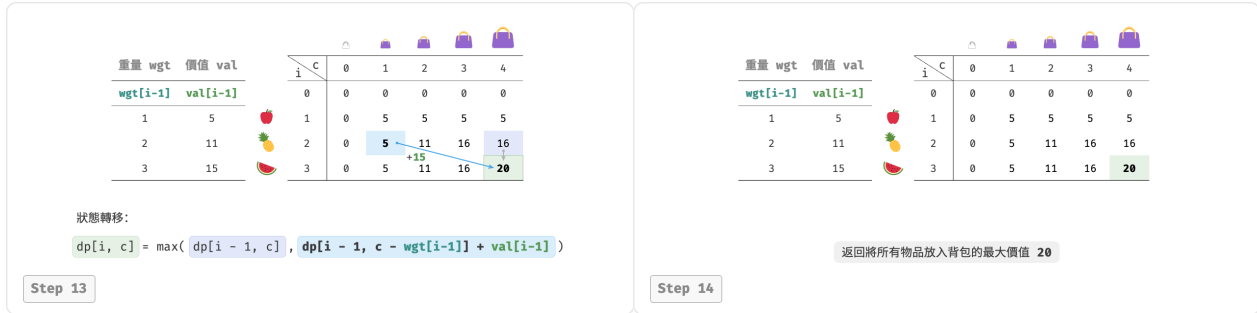 重量 wgt 價值 val
i c 0 1 2 3 4
wgt[i-1] val[i-1] 0 0 0 0 0 0
1 5 1 0 5 5 5 5
2 11 2 0 5 11 16 16
+15
3 15 3 0 5 11 16 20
狀態轉移：
dp[i, c] = max( dp[i - 1, c] , dp[i - 1, c - wgt[i-1]] + val[i-1] )
Step 13
重量 wgt 價值 val
i c 0 1 2 3 4
wgt[i-1] val[i-1] 0 0 0 0 0 0
1 5 1 0 5 5 5 5
2 11 2 0 5 11 16 16
3 15 3 0 5 11 16 20
返回將所有物品放入背包的最大價值 20
Step 14